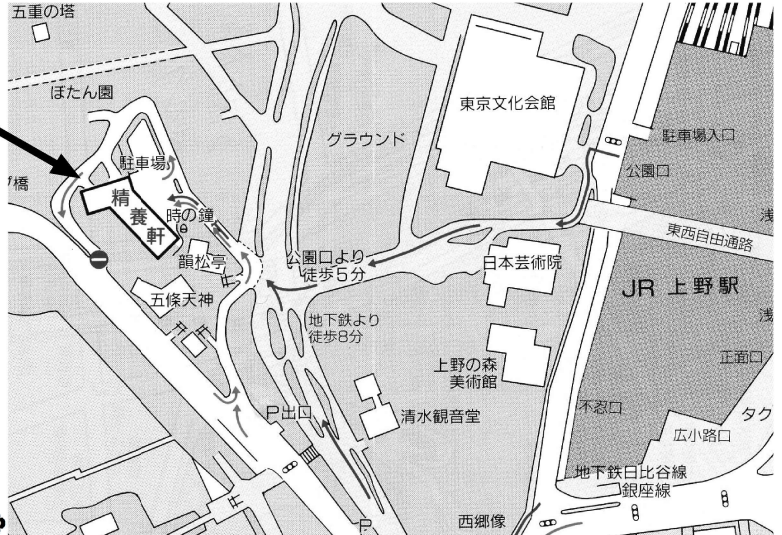 五重の塔
ぼたん園
駐車場
精養軒
時の鐘
韻松亭
五條天神
グラウンド
東京文化会館
公園口より
徒歩5分
地下鉄より
徒歩8分
日本芸術院
上野の森
美術館
清水観音堂
P出口
P
西郷像
駐車場入口
公園口
東西自由通路
JR 上野駅
浅
浅
正面口
不忍口
タク
広小路口
地下鉄日比谷線
銀座線
橋